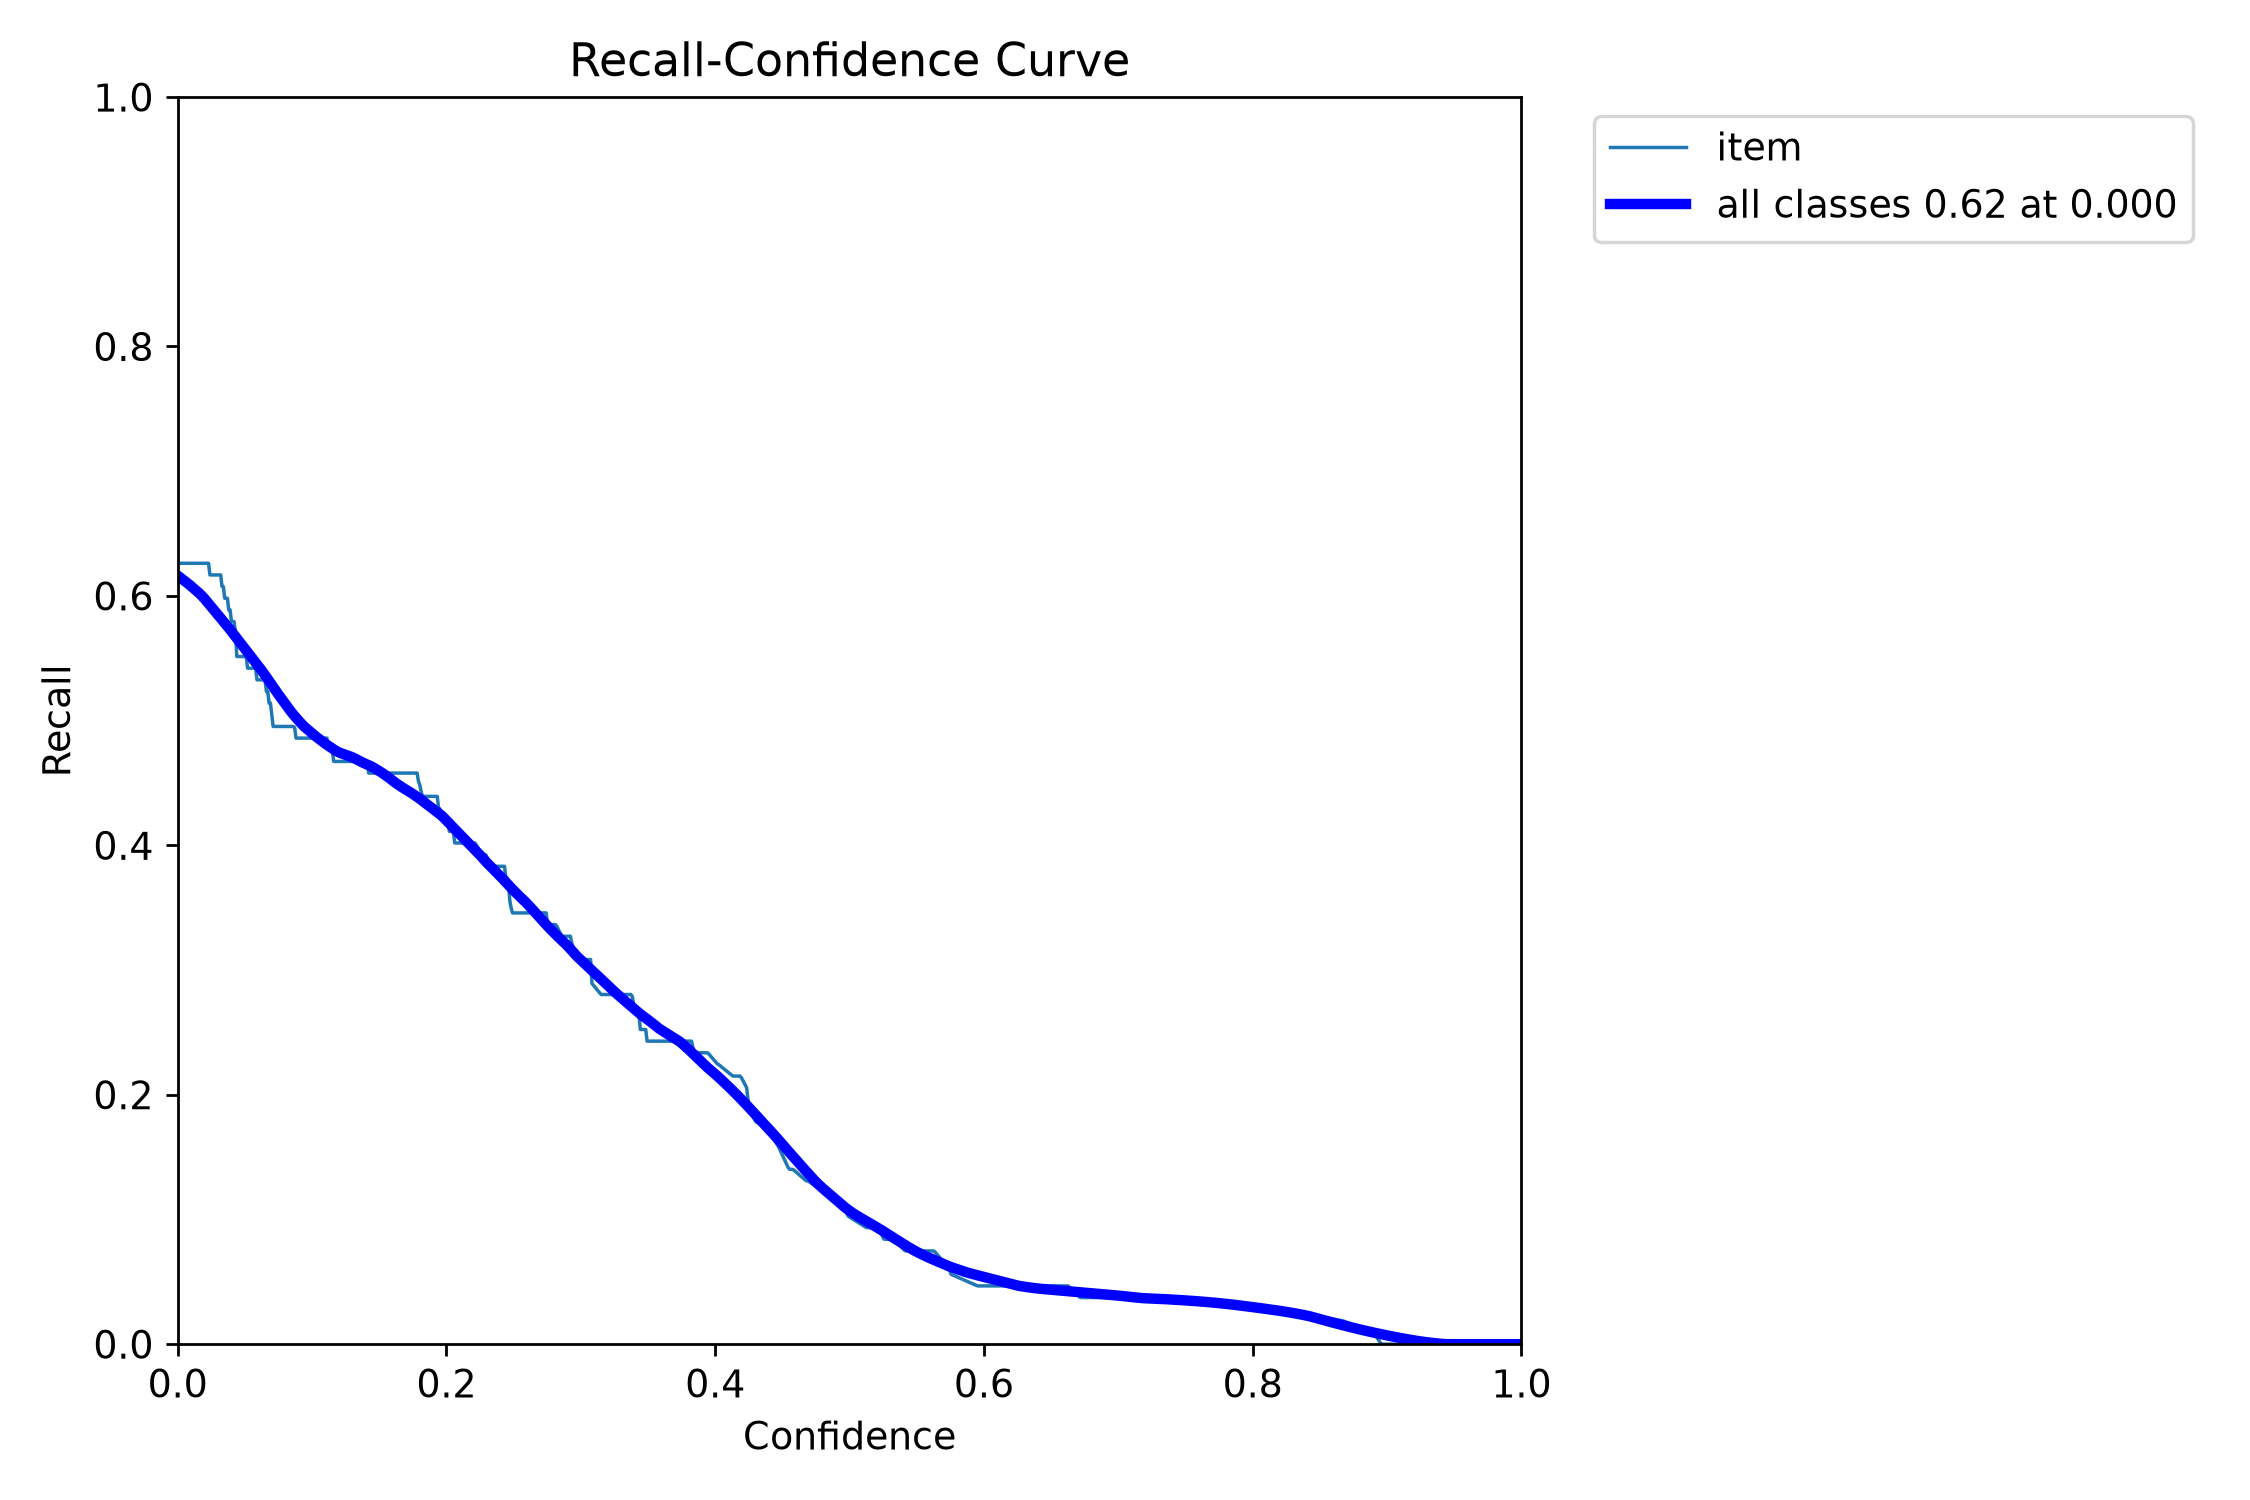 Recall-Confidence Curve
1.0
0.8
0.6
0.4
0.2
0.0
Recall
0.0 0.2 0.4 0.6 0.8 1.0
Confidence
item
all classes 0.62 at 0.000